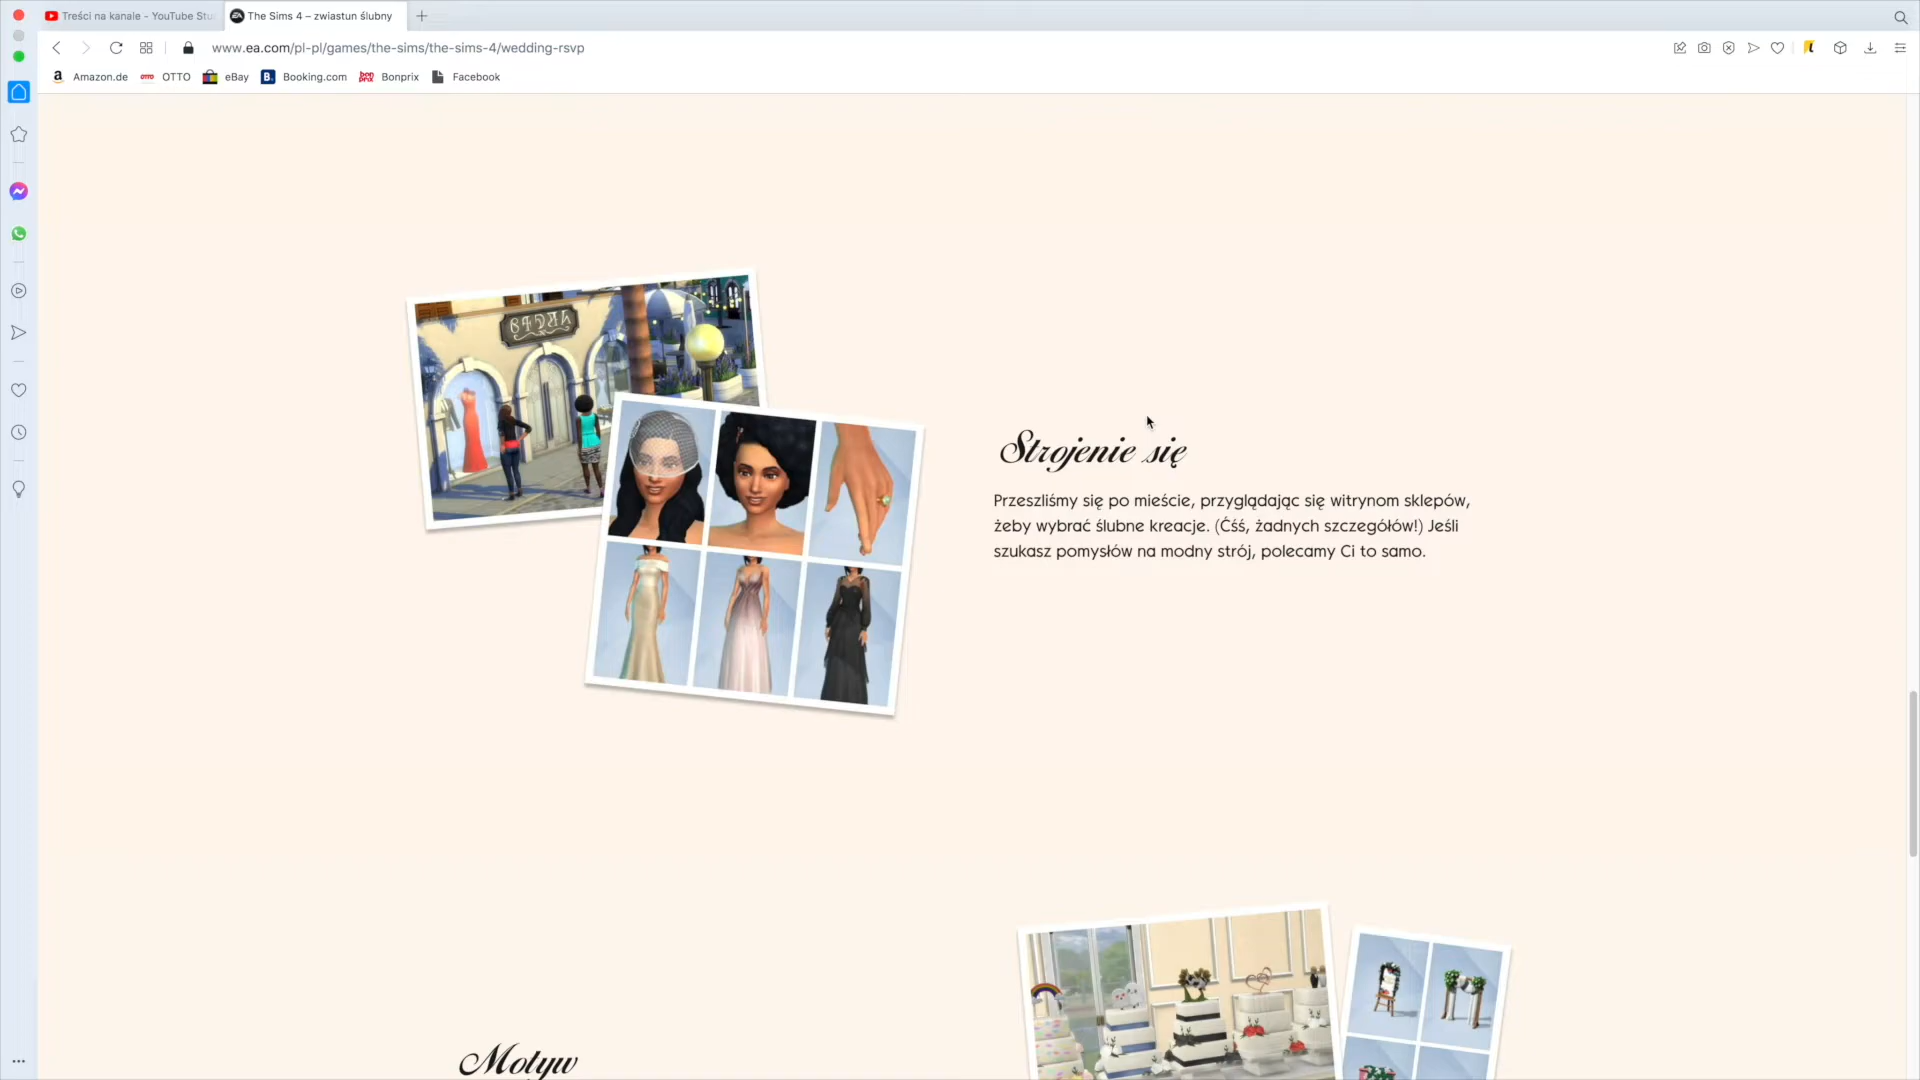 Treści na kanale - YouTube Stu
The Sims 4 – zwiastun ślubny
www.ea.com/pl-pl/games/the-sims/the-sims-4/wedding-rsvp
Amazon.de
OTTO
eBay
Booking.com
Bonprix
Facebook
Strojenie się
Przeszliśmy się po mieście, przyglądając się witrynom sklepów,
żeby wybrać ślubne kreacje. (Ćśś, żadnych szczegółów!) Jeśli
szukasz pomysłów na modny strój, polecamy Ci to samo.
Motyw